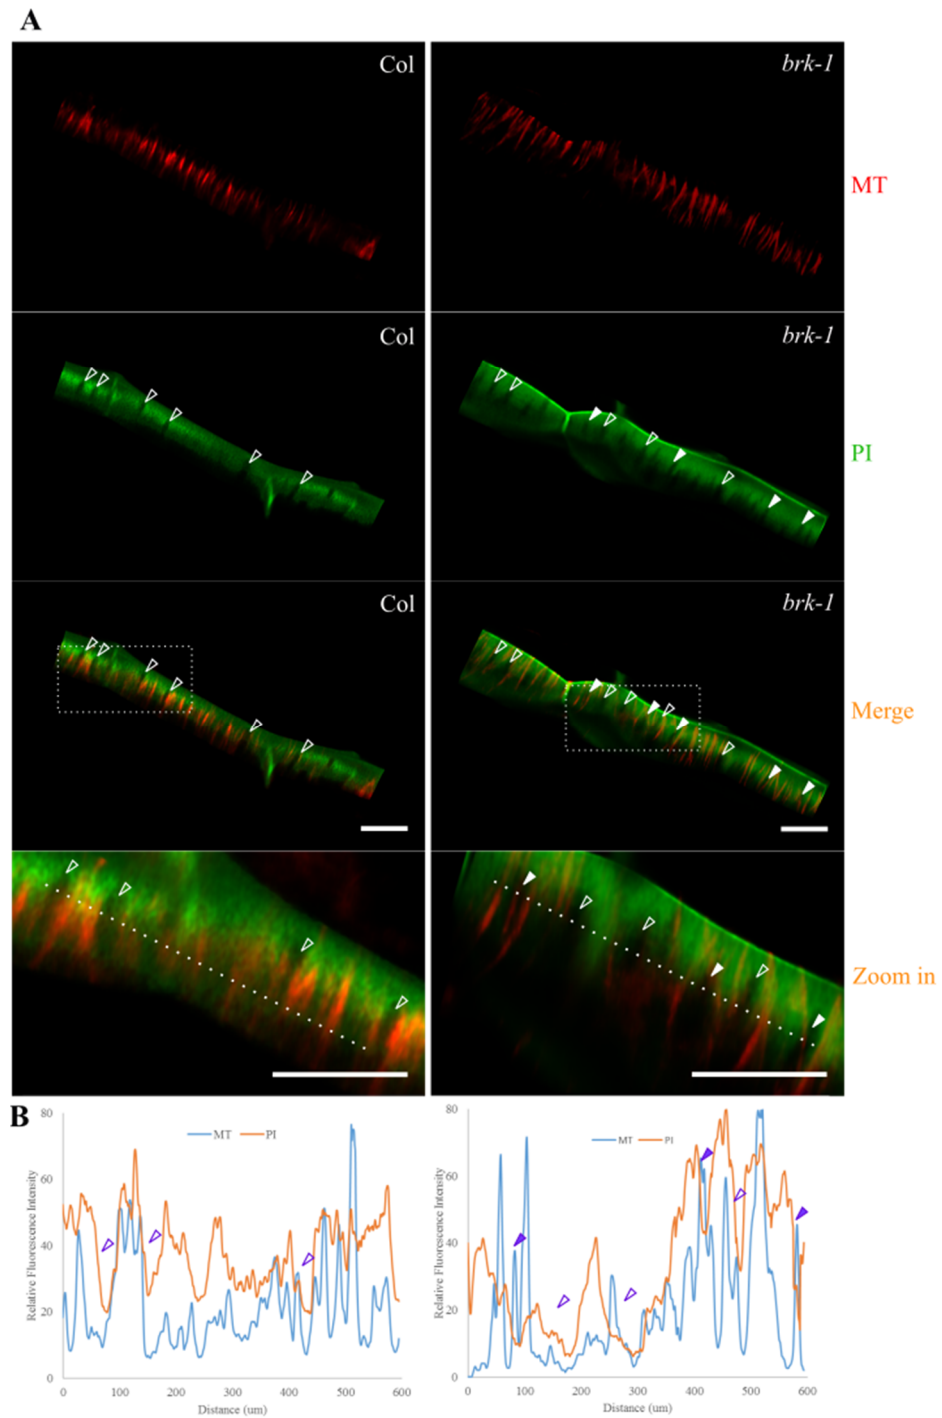 A
Col
brk-1
MT
Col
brk-1
PI
Col
brk-1
Merge
Zoom in
B
80
60
40
20
0
Relative Fluorescence Intensity
MT
PI
0
100
200
300
400
500
600
Distance (um)
80
60
40
20
0
Relative Fluorescence Intensity
MT
PI
0
100
200
300
400
500
600
Distance (um)